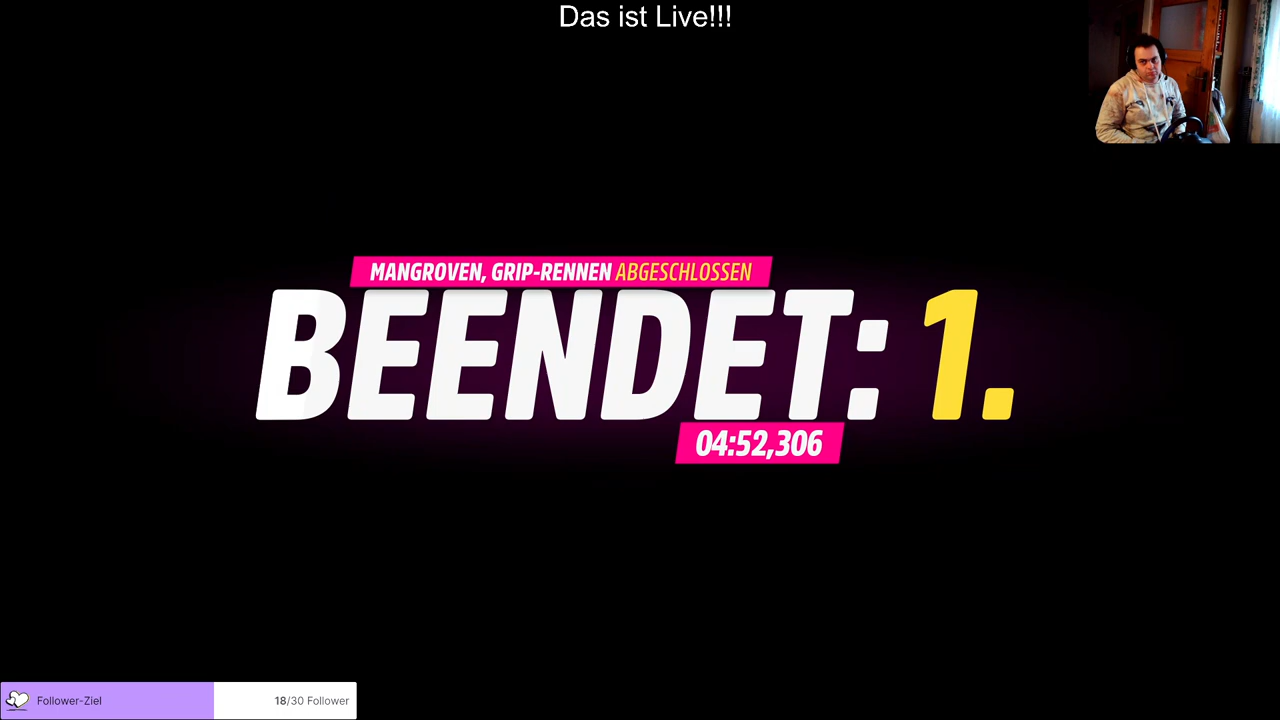 Das ist Live!!!
MANGROVEN, GRIP-RENNEN ABGESCHLOSSEN
BEENDET: 1.
04:52,306
Follower-Ziel 18/30 Follower